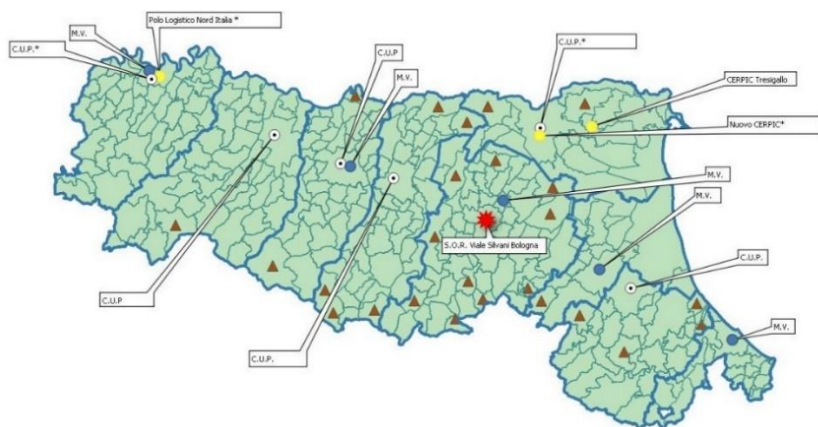 Polo Logistico Nord Italia *
M.V.
C.U.P.*
C.U.P
M.V.
C.U.P.*
CERPIC Tresigallo
Nuovo CERPIC*
M.V.
M.V.
S.O.R. Viale Silvani Bologna
C.U.P.
C.U.P
M.V.
C.U.P.